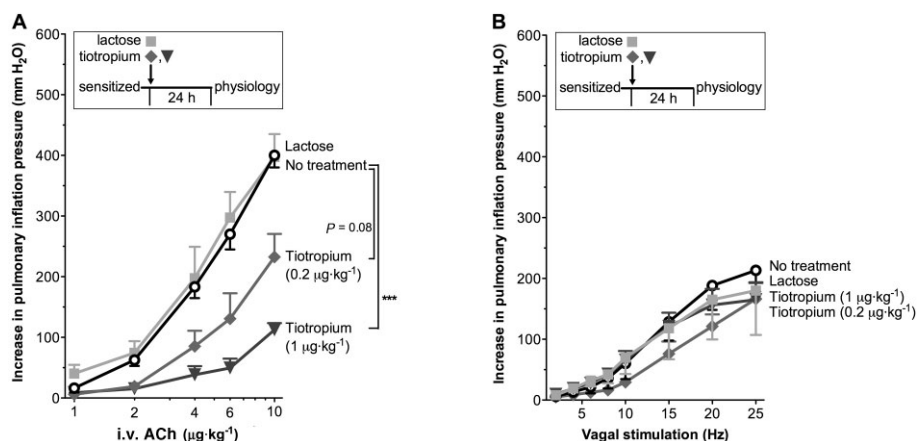 A
Increase in pulmonary inflation pressure (mm H₂O)
600
500
400
300
200
100
0
lactose
tiotropium
,
sensitized
physiology
24 h
Lactose
No treatment
P = 0.08
Tiotropium
(0.2 µg·kg⁻¹)
***
Tiotropium
(1 µg·kg⁻¹)
1
2
4
6
10
i.v. ACh (µg·kg⁻¹)
B
Increase in pulmonary inflation pressure (mm H₂O)
600
500
400
300
200
100
0
lactose
tiotropium
,
sensitized
physiology
24 h
No treatment
Lactose
Tiotropium (1 µg·kg⁻¹)
Tiotropium (0.2 µg·kg⁻¹)
5
10
15
20
25
Vagal stimulation (Hz)